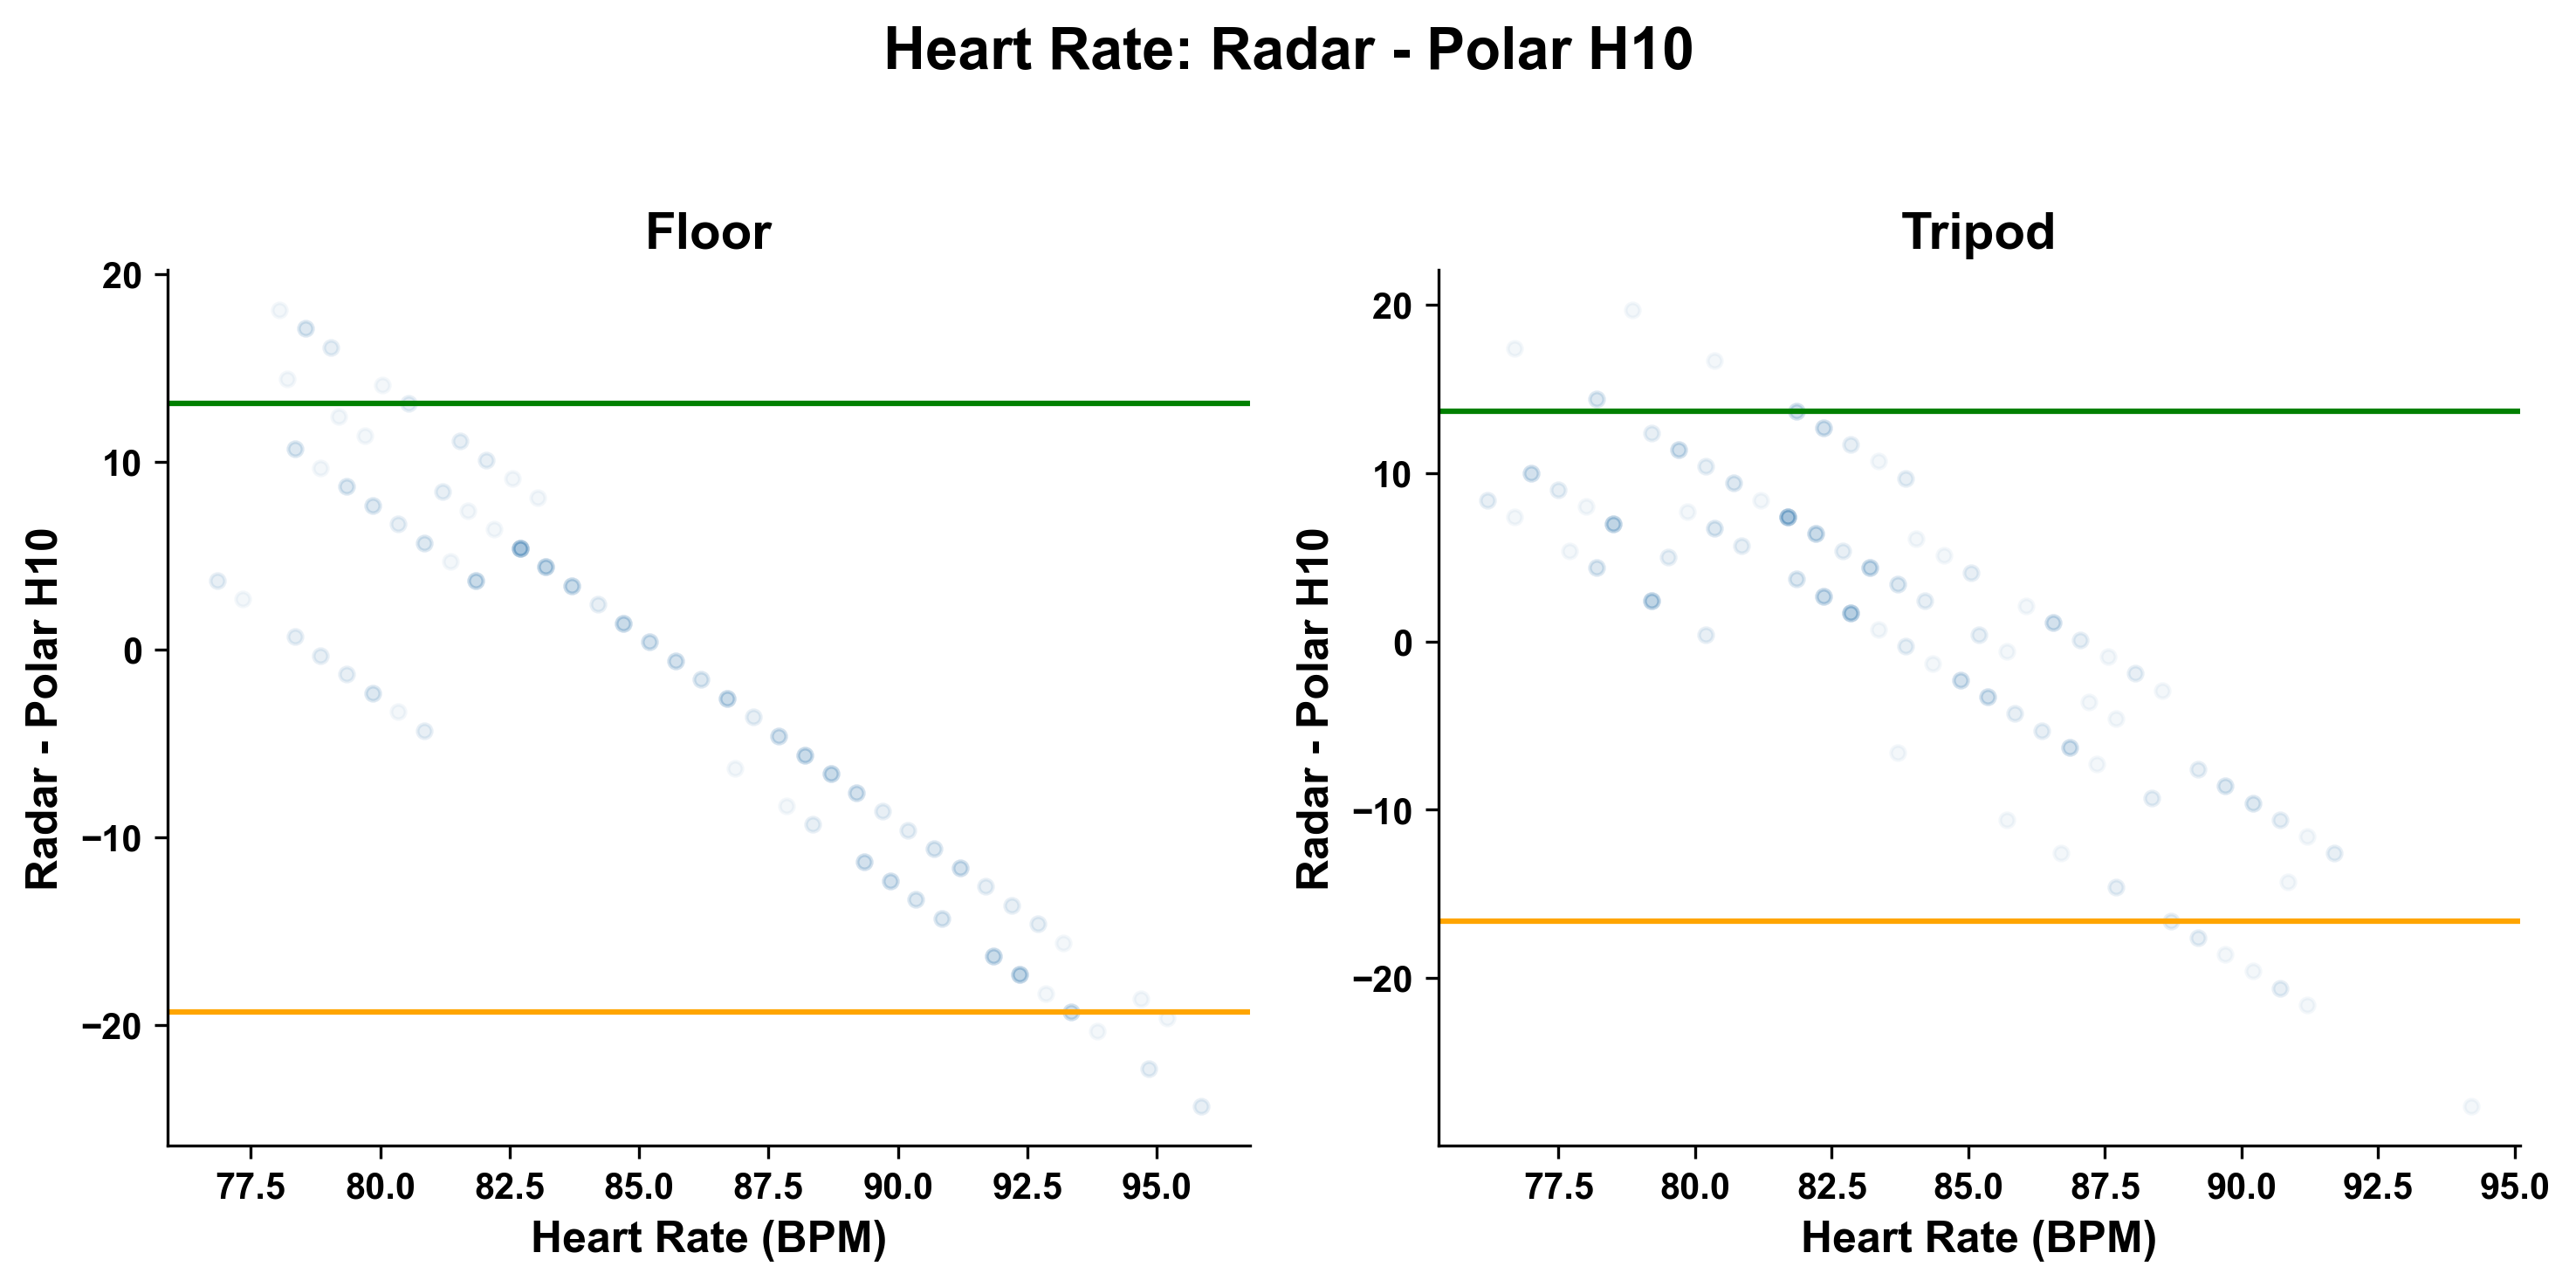 Heart Rate: Radar - Polar H10
Floor
20
10
0
−10
−20
Radar - Polar H10
77.5 80.0 82.5 85.0 87.5 90.0 92.5 95.0
Heart Rate (BPM)
Tripod
20
10
0
−10
−20
Radar - Polar H10
77.5 80.0 82.5 85.0 87.5 90.0 92.5 95.0
Heart Rate (BPM)